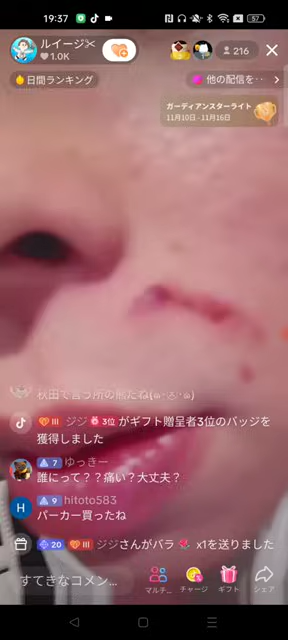 19:37
57
ルイージ✂
1.0K
216
日間ランキング
他の配信を‥
ガーディアンスターライト
11月10日 - 11月16日
秋田で言う所の熊だね
III ジジ 3位 がギフト贈呈者3位のバッジを
獲得しました
7 ゆっきー
誰にって？？痛い？大丈夫？
H 9 hitoto583
パーカー買ったね
20 III ジジさんがバラ🌹 x1を送りました
すてきなコメン...
マルチ...
チャージ
ギフト
シェア